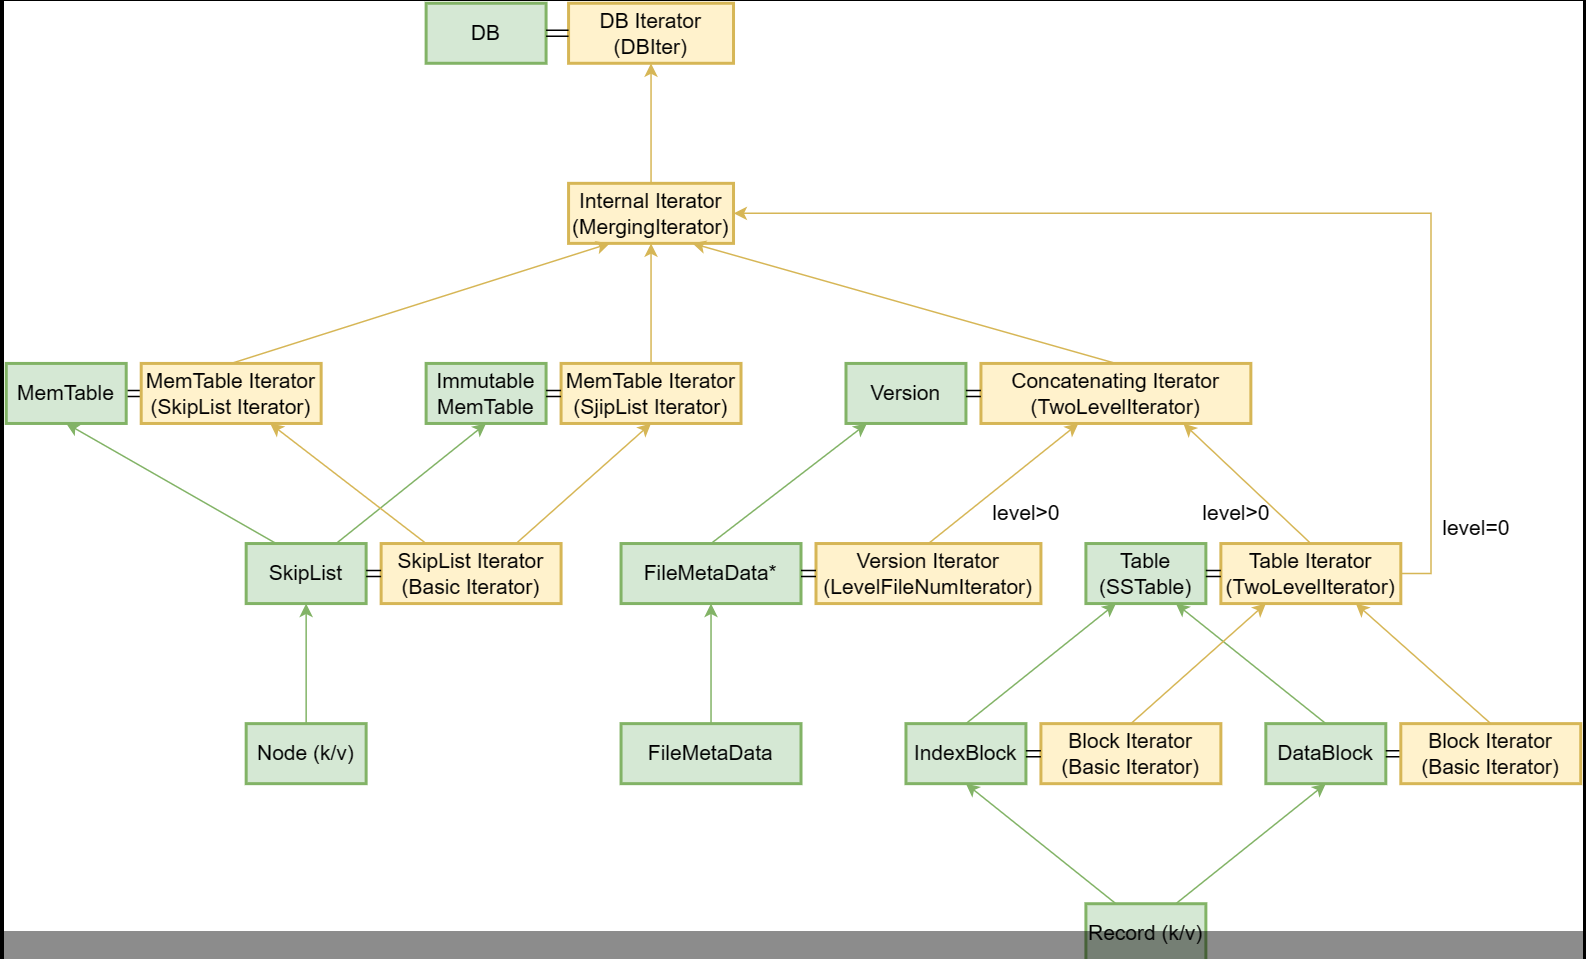 DB
DB Iterator
(DBIter)
Internal Iterator
(MergingIterator)
MemTable
MemTable Iterator
(SkipList Iterator)
Immutable
MemTable
MemTable Iterator
(SjipList Iterator)
Version
Concatenating Iterator
(TwoLevelIterator)
level>0
level>0
level=0
SkipList
SkipList Iterator
(Basic Iterator)
FileMetaData*
Version Iterator
(LevelFileNumIterator)
Table
(SSTable)
Table Iterator
(TwoLevelIterator)
Node (k/v)
FileMetaData
IndexBlock
Block Iterator
(Basic Iterator)
DataBlock
Block Iterator
(Basic Iterator)
Record (k/v)